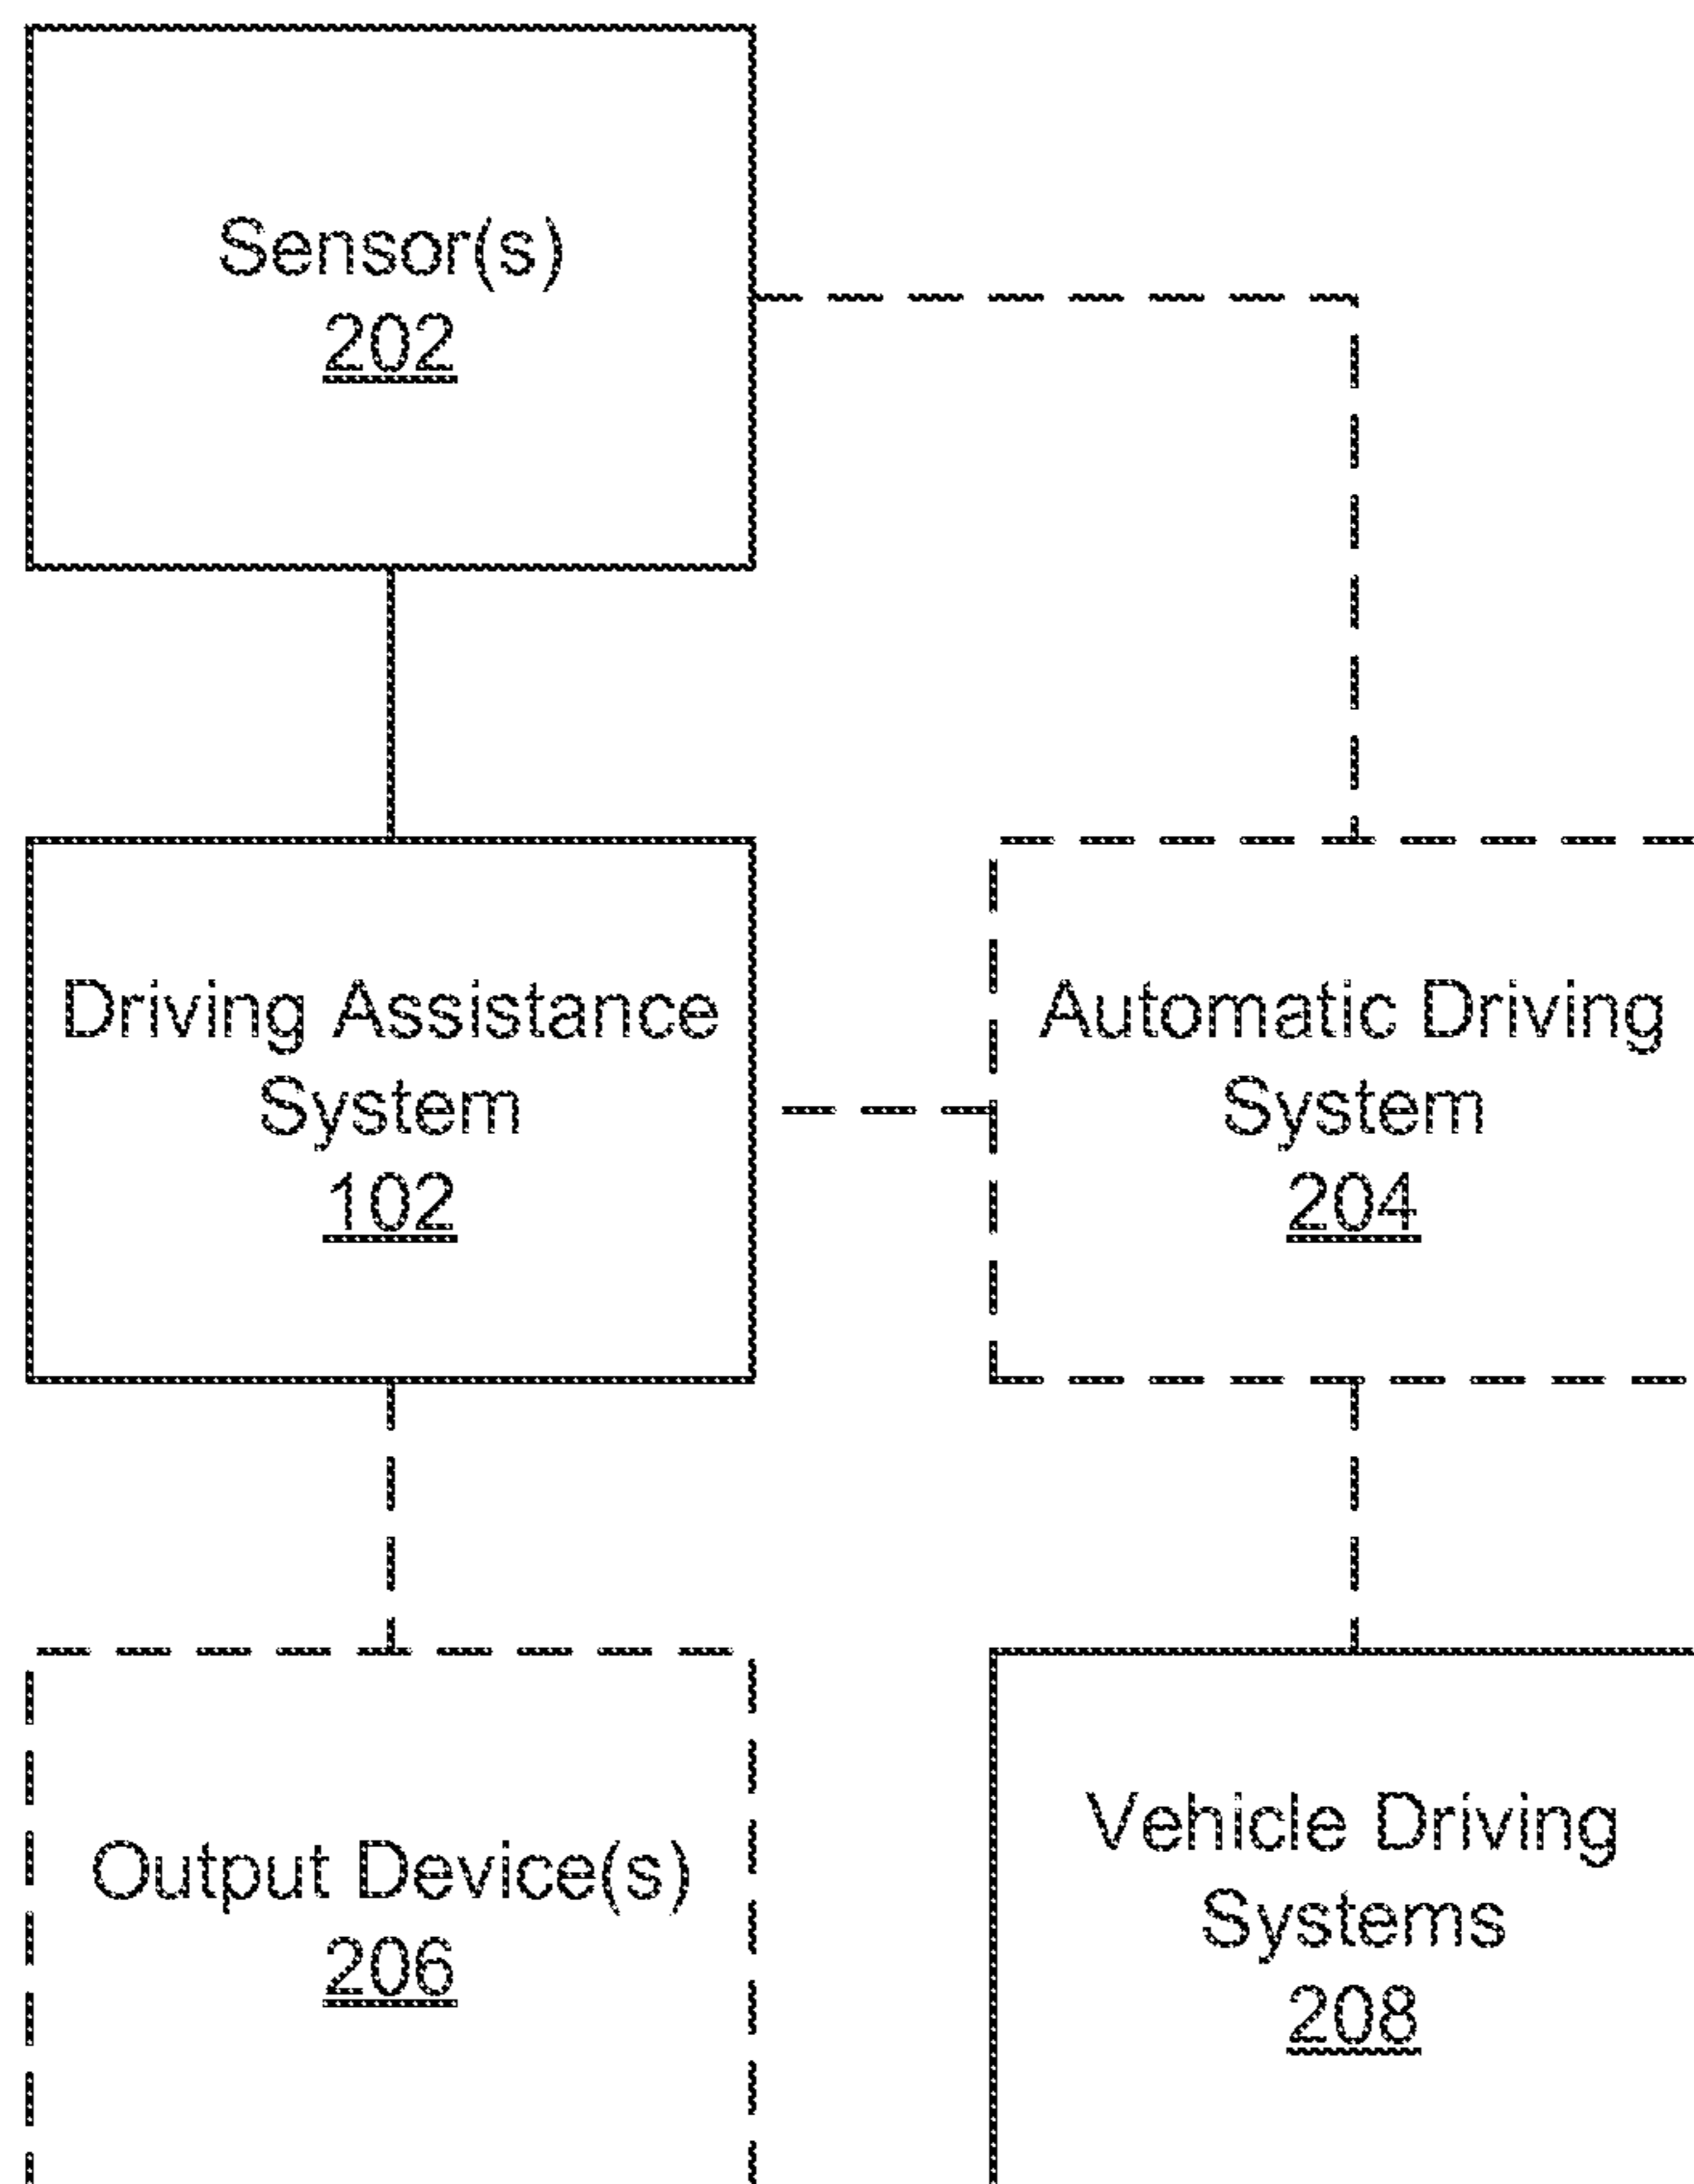 Sensor(s)
202
Driving Assistance
System
102
Automatic Driving
System
204
Output Device(s)
206
Vehicle Driving
Systems
208